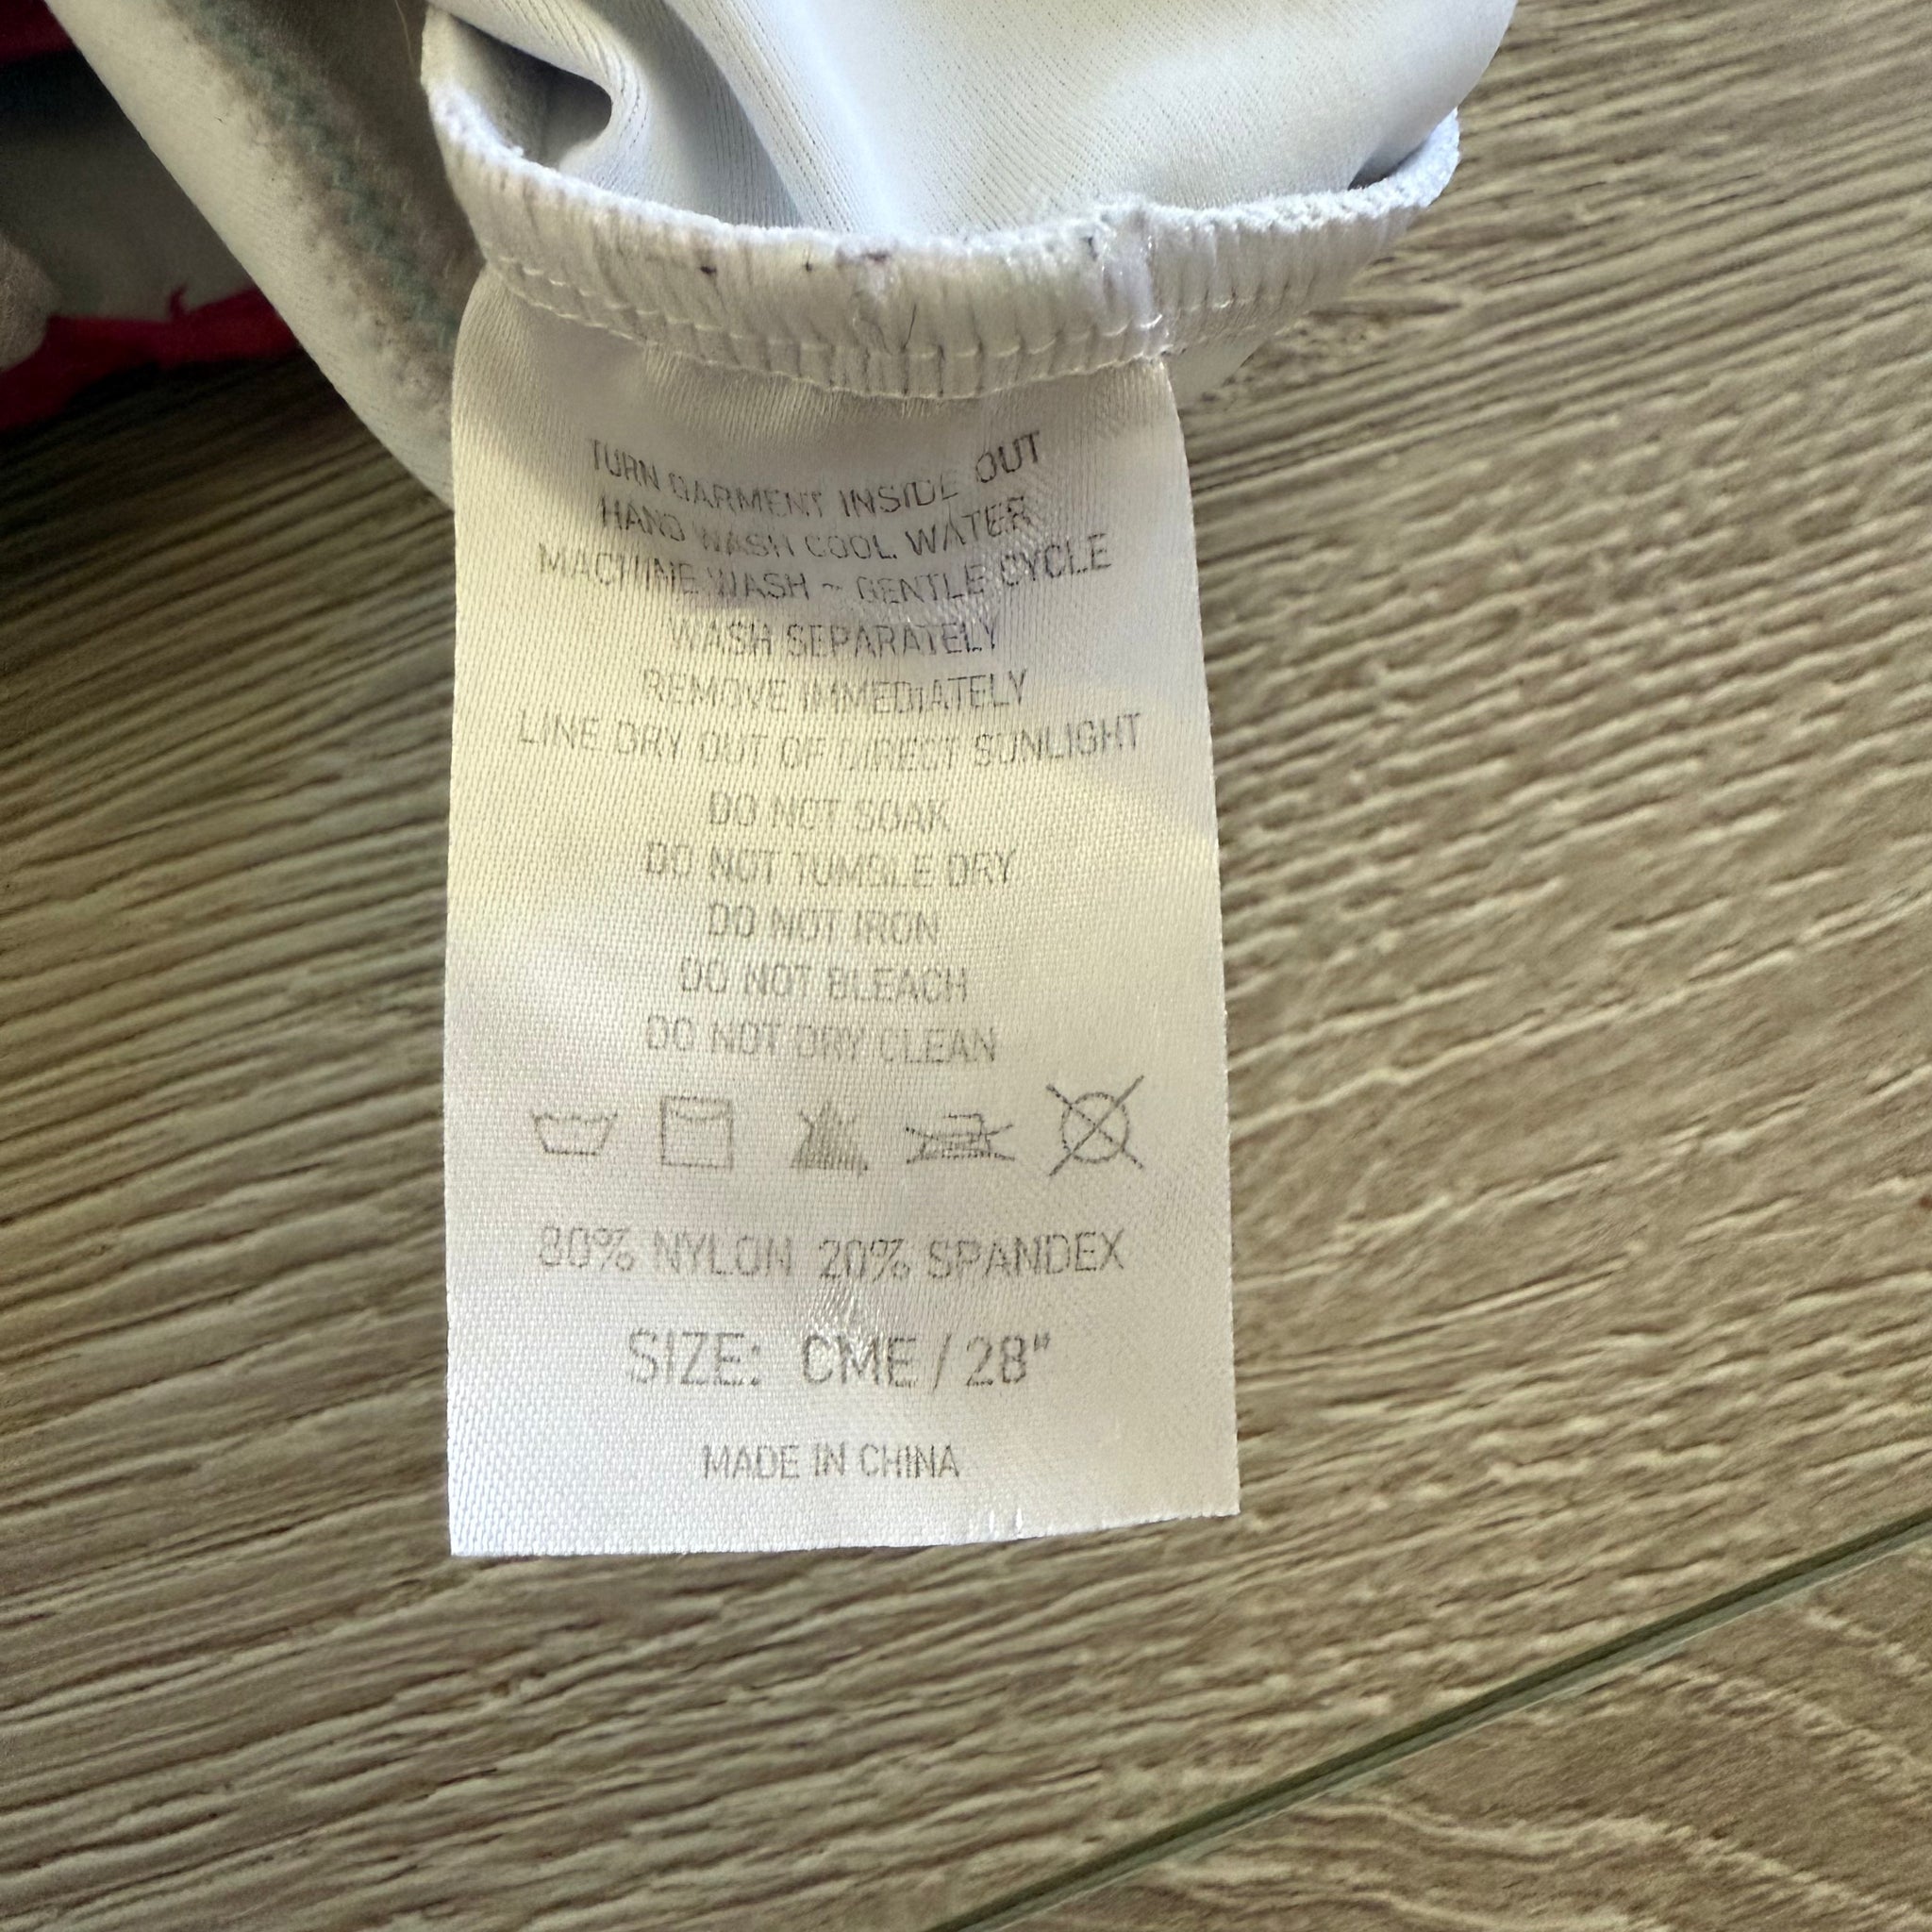 TURN GARMENT INSIDE OUT
HAND WASH COOL WATER
MACHINE WASH ~ GENTLE CYCLE
WASH SEPARATELY
REMOVE IMMEDIATELY
LINE DRY OUT OF DIRECT SUNLIGHT
DO NOT SOAK
DO NOT TUMBLE DRY
DO NOT IRON
DO NOT BLEACH
DO NOT DRY CLEAN
80% NYLON 20% SPANDEX
SIZE: CME / 28"
MADE IN CHINA